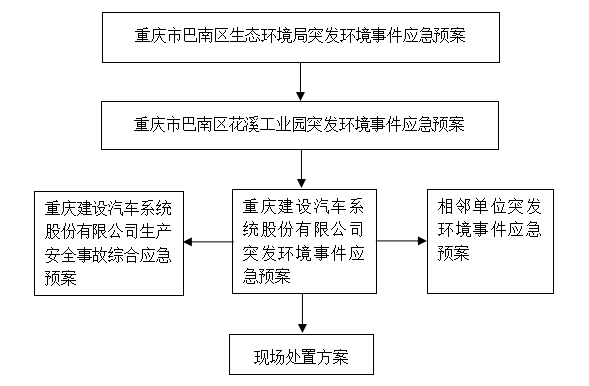 重庆市巴南区生态环境局突发环境事件应急预案
重庆市巴南区花溪工业园突发环境事件应急预案
重庆建设汽车系统
股份有限公司生产
安全事故综合应急
预案
重庆建设汽车系
统股份有限公司
突发环境事件应
急预案
相邻单位突发
环境事件应急
预案
现场处置方案